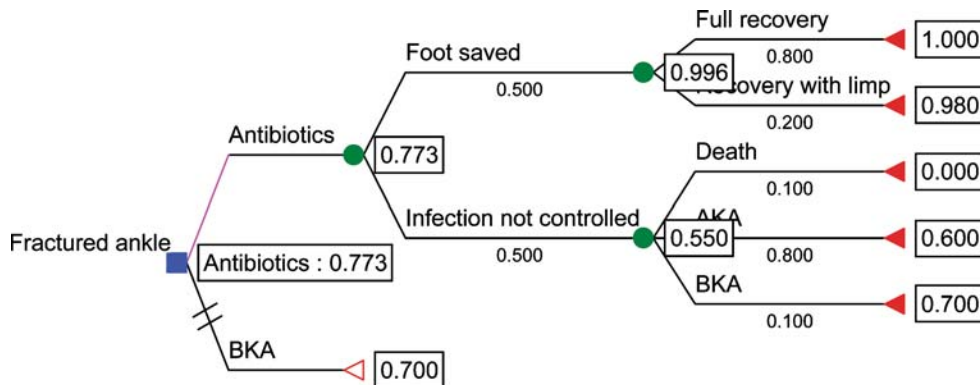 Full recovery
1.000
0.800
Foot saved
0.996
0.500
Recovery with limp
0.980
0.200
Antibiotics
0.773
Death
0.000
0.100
Infection not controlled
0.550
AKA
0.600
0.500
0.800
Fractured ankle
Antibiotics : 0.773
BKA
0.700
0.100
BKA
0.700